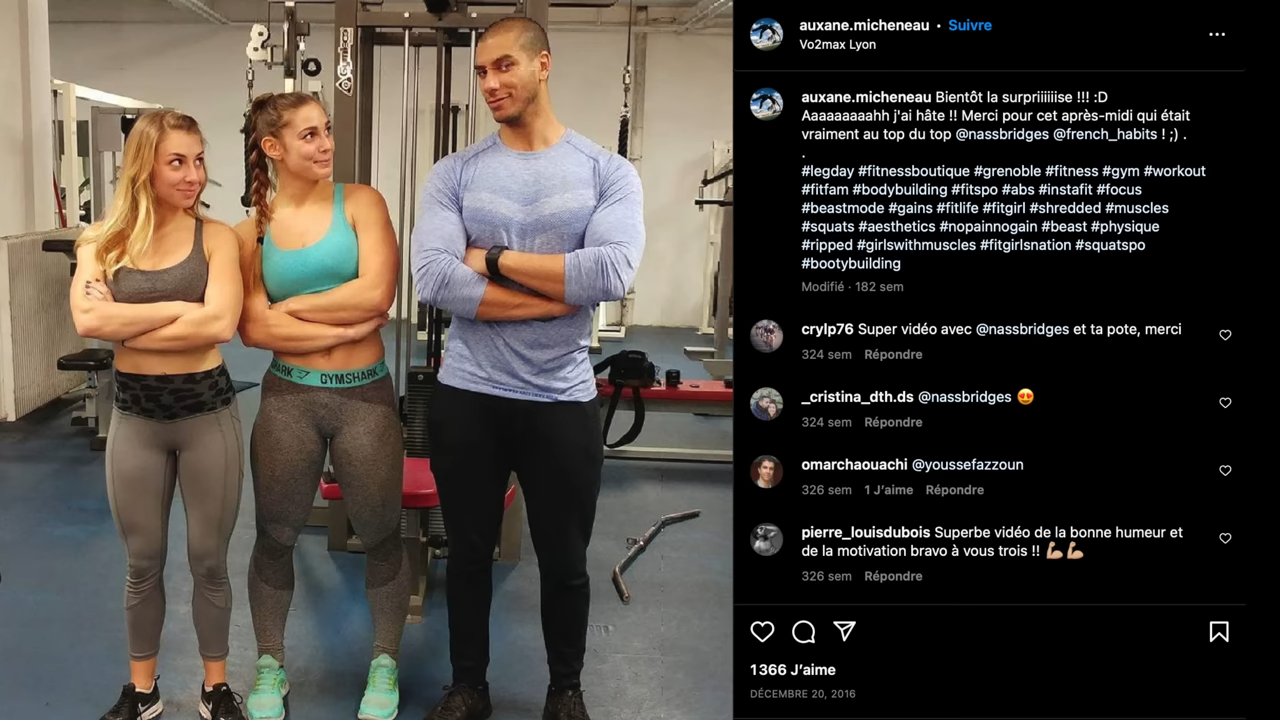 GYMSHARK
auxane.micheneau • Suivre
Vo2max Lyon
auxane.micheneau Bientôt la surpriiiiiise !!! :D
Aaaaaaaaahh j'ai hâte !! Merci pour cet après-midi qui était
vraiment au top du top @nassbridges @french_habits ! ;) .
.
#legday #fitnessboutique #grenoble #fitness #gym #workout
#fitfam #bodybuilding #fitspo #abs #instafit #focus
#beastmode #gains #fitlife #fitgirl #shredded #muscles
#squats #aesthetics #nopainnogain #beast #physique
#ripped #girlswithmuscles #fitgirlsnation #squatspo
#bootybuilding
Modifié · 182 sem
crylp76 Super vidéo avec @nassbridges et ta pote, merci
324 sem Répondre
_cristina_dth.ds @nassbridges 😍
324 sem Répondre
omarchaouachi @youssefazzoun
326 sem 1 J'aime Répondre
pierre_louisdubois Superbe vidéo de la bonne humeur et
de la motivation bravo à vous trois !! 💪🏼💪🏼
326 sem Répondre
1366 J'aime
DÉCEMBRE 20, 2016